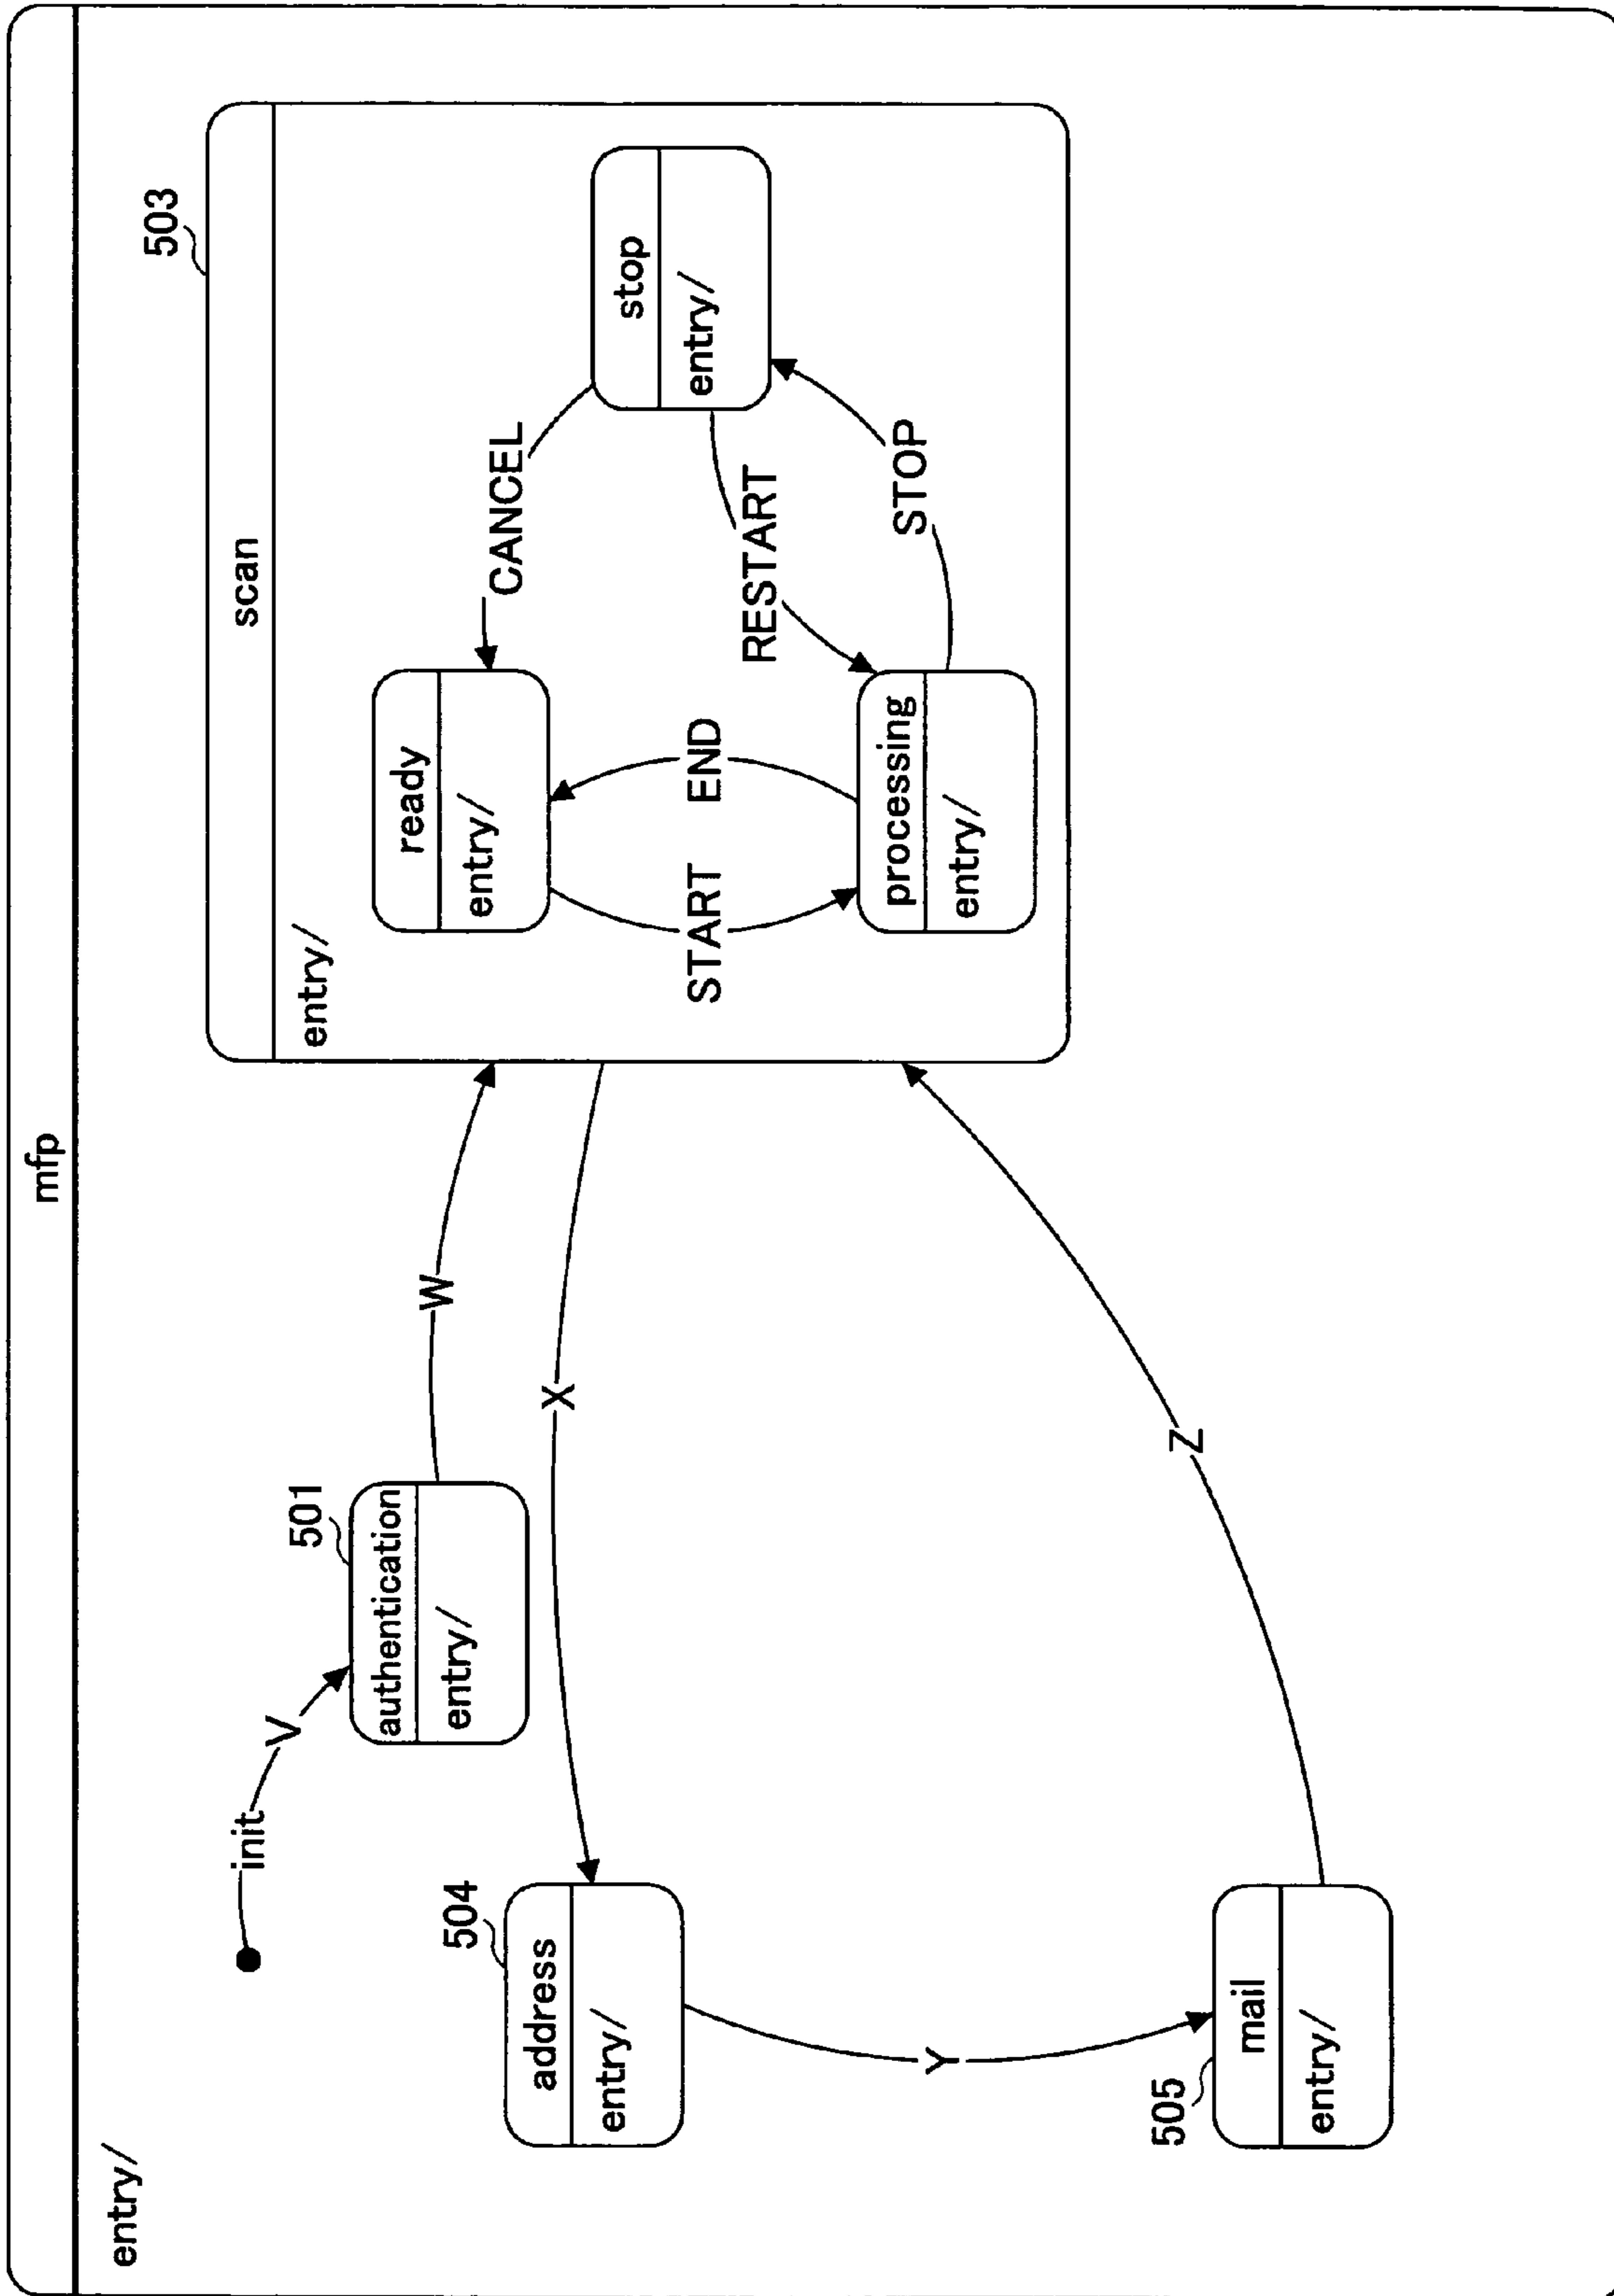 mfp
entry/
init
V
501
authentication
entry/
W
503
scan
entry/
ready
entry/
CANCEL
stop
entry/
START
END
RESTART
STOP
processing
entry/
X
504
address
entry/
Y
Z
505
mail
entry/